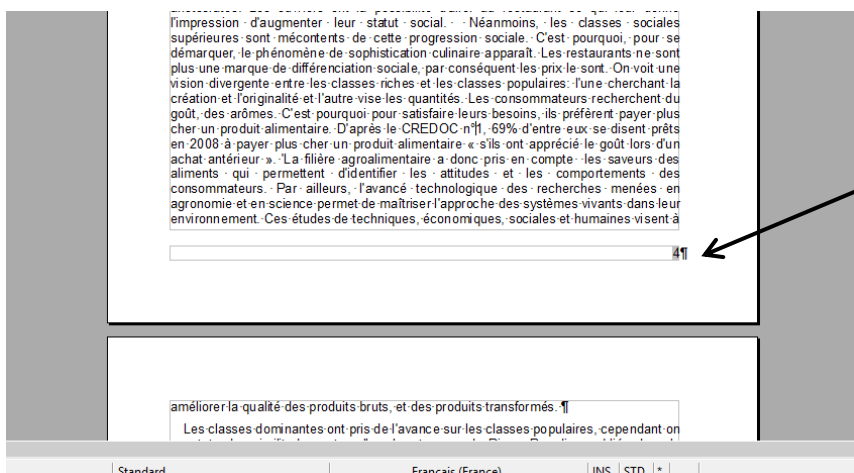 l'impression d'augmenter leur statut social. Néanmoins, les classes sociales
supérieures sont mécontents de cette progression sociale. C'est pourquoi, pour se
démarquer, le phénomène de sophistication culinaire apparaît. Les restaurants ne sont
plus une marque de différenciation sociale, par conséquent les prix le sont. On voit une
vision divergente entre les classes riches et les classes populaires: l'une cherchant la
création et l'originalité et l'autre vise les quantités. Les consommateurs recherchent du
goût, des arômes. C'est pourquoi pour satisfaire leurs besoins, ils préfèrent payer plus
cher un produit alimentaire. D'après le CREDOC n°1, 69% d'entre eux se disent prêts
en 2008 à payer plus cher un produit alimentaire « s'ils ont apprécié le goût lors d'un
achat antérieur ». 'La filière agroalimentaire a donc pris en compte les saveurs des
aliments qui permettent d'identifier les attitudes et les comportements des
consommateurs. Par ailleurs, l'avancé technologique des recherches menées en
agronomie et en science permet de maîtriser l'approche des systèmes vivants dans leur
environnement. Ces études de techniques, économiques, sociales et humaines visent à
4¶
améliorer la qualité des produits bruts, et des produits transformés. ¶
Les classes dominantes ont pris de l'avance sur les classes populaires, cependant on
Standard Français (France) INS STD *